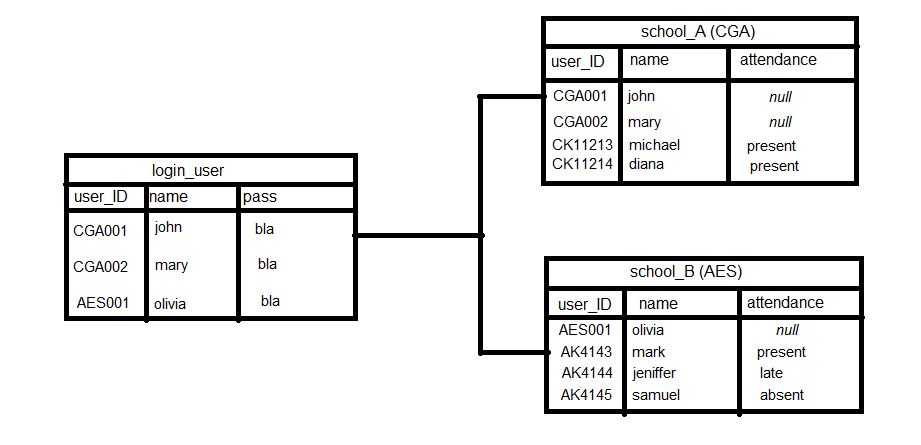 school_A (CGA)
user_ID name attendance
CGA001 john null
CGA002 mary null
CK11213 michael present
CK11214 diana present
login_user
user_ID name pass
CGA001 john bla
CGA002 mary bla
AES001 olivia bla
school_B (AES)
user_ID name attendance
AES001 olivia null
AK4143 mark present
AK4144 jeniffer late
AK4145 samuel absent